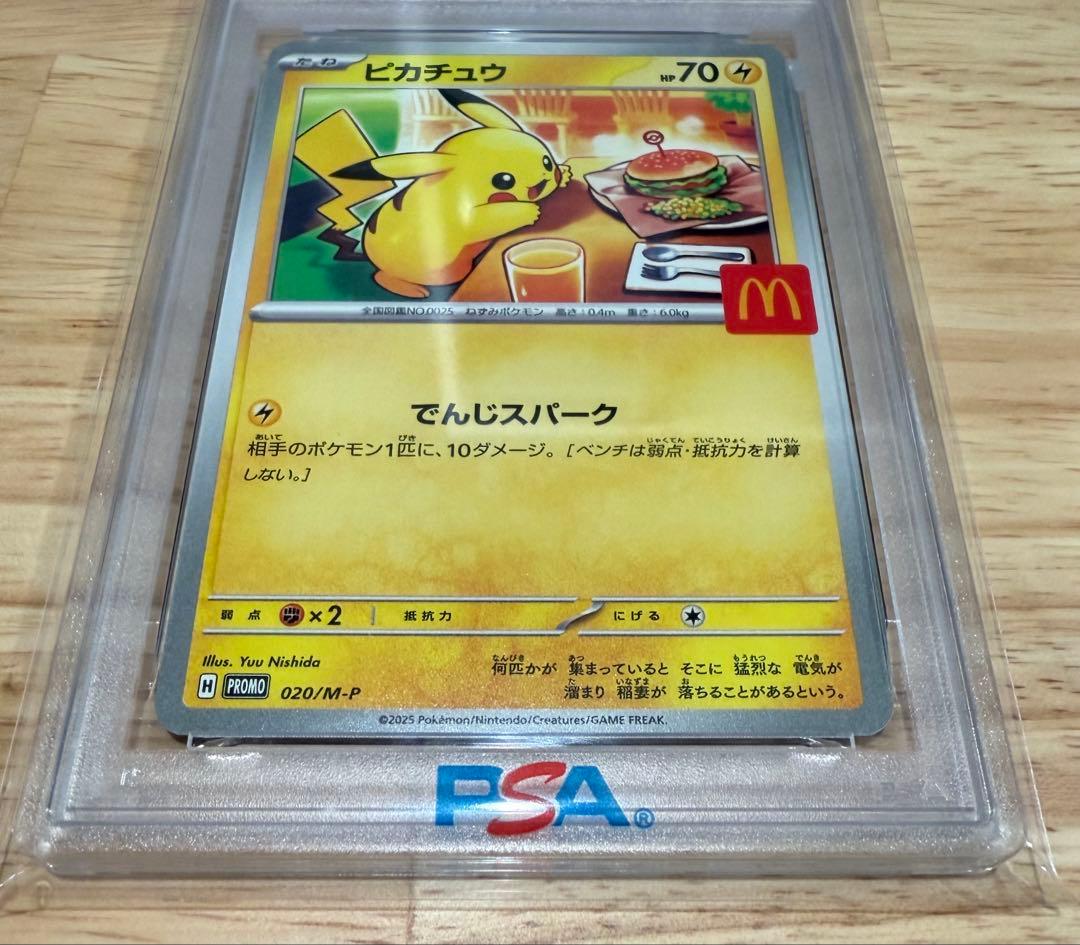 たね ピカチュウ HP70
全国図鑑NO.0025 ねずみポケモン 高さ:0.4m 重さ:6.0kg
M
でんじスパーク
相手のポケモン1匹に、10ダメージ。[ベンチは弱点・抵抗力を計算
しない。]
弱点 ×2 抵抗力 にげる
Illus. Yuu Nishida
何匹かが 集まっていると そこに 猛烈な 電気が
溜まり 稲妻が 落ちることがあるという。
H PROMO 020/M-P
©2025 Pokémon/Nintendo/Creatures/GAME FREAK.
PSA®